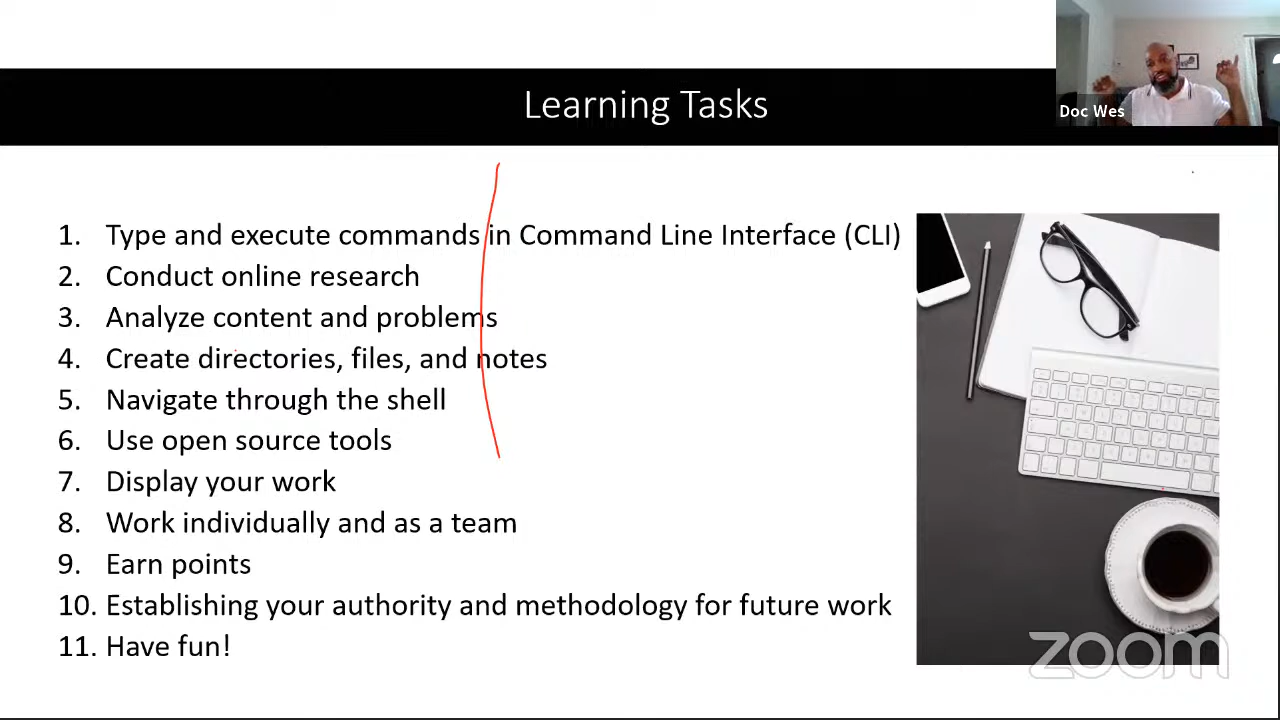 Learning Tasks
Doc Wes
1. Type and execute commands in Command Line Interface (CLI)
2. Conduct online research
3. Analyze content and problems
4. Create directories, files, and notes
5. Navigate through the shell
6. Use open source tools
7. Display your work
8. Work individually and as a team
9. Earn points
10. Establishing your authority and methodology for future work
11. Have fun!
zoom